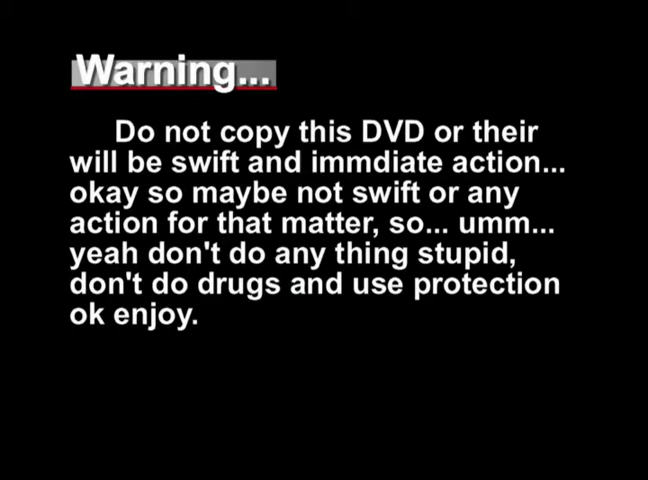 Warning...
Do not copy this DVD or their
will be swift and immdiate action...
okay so maybe not swift or any
action for that matter, so... umm...
yeah don't do any thing stupid,
don't do drugs and use protection
ok enjoy.